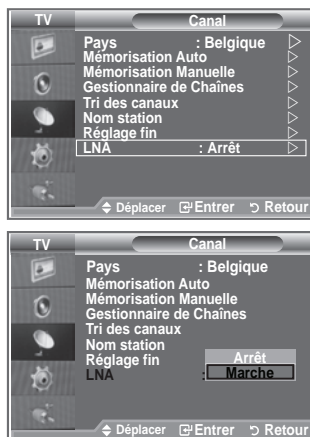 TV Canal
Pays : Belgique
Mémorisation Auto
Mémorisation Manuelle
Gestionnaire de Chaînes
Tri des canaux
Nom station
Réglage fin
LNA : Arrêt
Déplacer Entrer Retour
TV Canal
Pays : Belgique
Mémorisation Auto
Mémorisation Manuelle
Gestionnaire de Chaînes
Tri des canaux
Nom station
Réglage fin Arrêt
LNA : Marche
Déplacer Entrer Retour